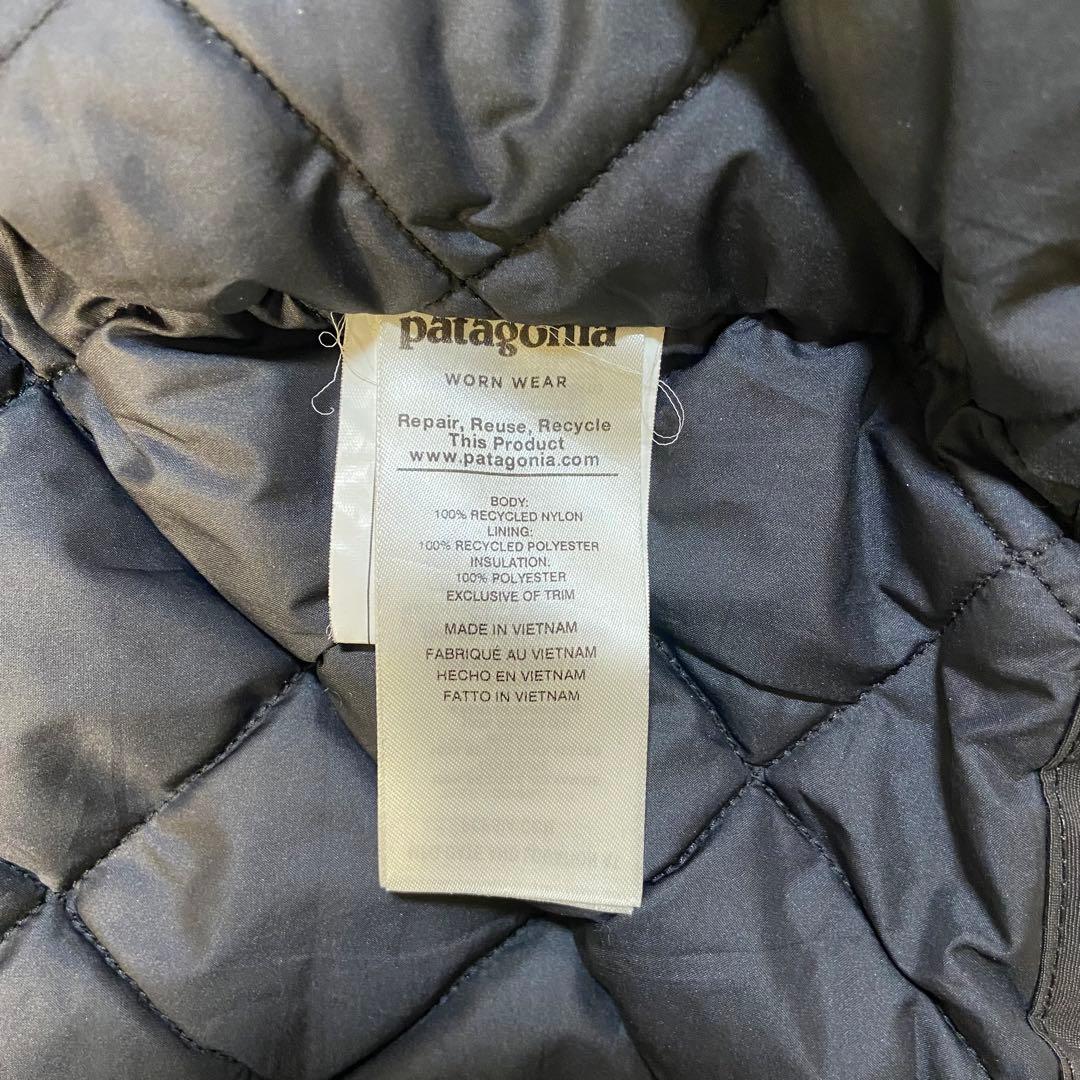 patagonia
WORN WEAR
Repair, Reuse, Recycle
This Product
www.patagonia.com
BODY:
100% RECYCLED NYLON
LINING:
100% RECYCLED POLYESTER
INSULATION:
100% POLYESTER
EXCLUSIVE OF TRIM
MADE IN VIETNAM
FABRIQUÉ AU VIETNAM
HECHO EN VIETNAM
FATTO IN VIETNAM